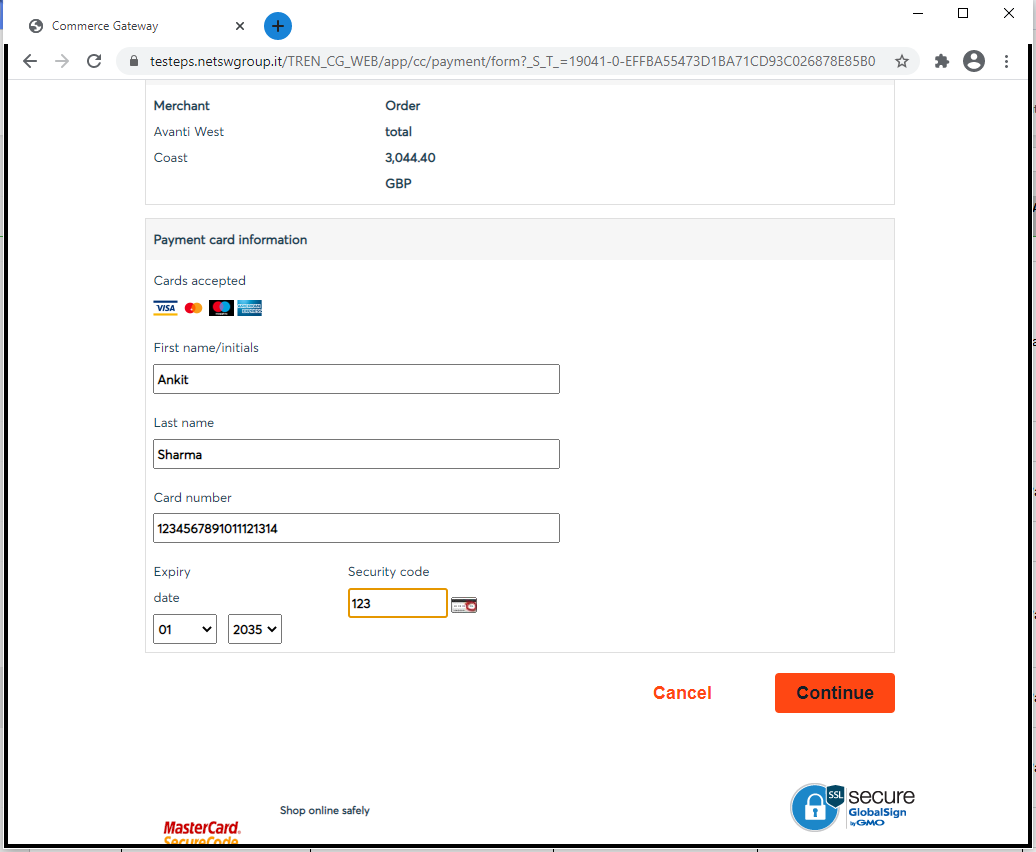 Commerce Gateway
testeps.netswgroup.it/TREN_CG_WEB/app/cc/payment/form?_S_T_=19041-0-EFFBA55473D1BA71CD93C026878E85B0
Merchant
Avanti West
Coast
Order
total
3,044.40
GBP
Payment card information
Cards accepted
VISA
First name/initials
Ankit
Last name
Sharma
Card number
1234567891011121314
Expiry
date
01 2035
Security code
123
Cancel Continue
Shop online safely
MasterCard.
SecureCode.
SSL
secure
GlobalSign
by GMO